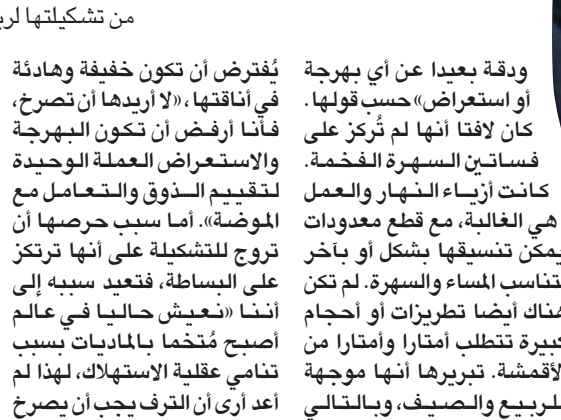 من تشكيلتها
ودقة بعيدا عن أي بهرجة
أو استعراض» حسب قولها.
كان لافتا أنها لم تُركز على
فساتين السهرة الفخمة.
كانت أزياء النهار والعمل
هي الغالبة، مع قطع معدودات
يمكن تنسيقها بشكل أو بآخر
لتناسب المساء والسهرة. لم تكن
هناك أيضا تطريزات أو أحجام
كبيرة تتطلب أمتارا وأمتارا من
الأقمشة. تبريرها أنها موجهة
للربيع والصيف، وبالتالي
يُفترض أن تكون خفيفة وهادئة
في أناقتها، «لا أريدها أن تصرخ،
فأنا أرفض أن تكون البهرجة
والاستعراض العملة الوحيدة
لتقييم الذوق والتعامل مع
الموضة». أما سبب حرصها أن
تروج للتشكيلة على أنها ترتكز
على البساطة، فتعيد سببه إلى
أننا «نعيش حاليا في عالم
أصبح مُتخما بالماديات بسبب
تنامي عقلية الاستهلاك، لهذا لم
أعد أرى أن الترف يجب أن يصرخ